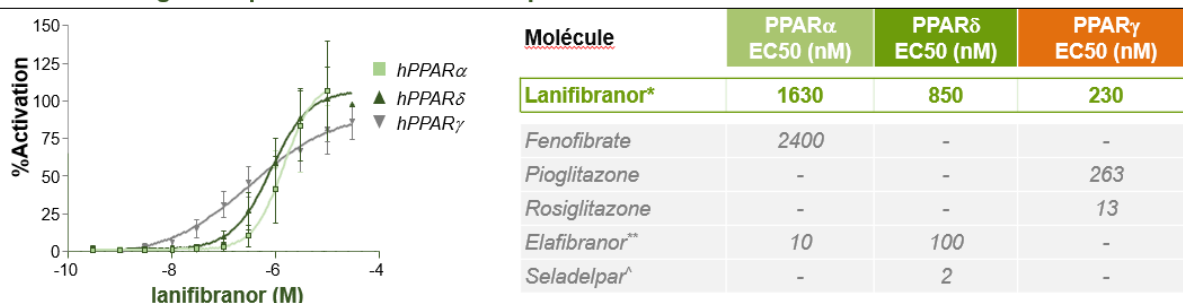 150
125
100
75
50
25
0
%Activation
-10 -8 -6 -4
lanifibranor (M)
hPPARα
hPPARδ
hPPARγ
Molécule PPARα EC50 (nM) PPARδ EC50 (nM) PPARγ EC50 (nM)
Lanifibranor* 1630 850 230
Fenofibrate 2400 - -
Pioglitazone - - 263
Rosiglitazone - - 13
Elafibranor** 10 100 -
Seladelpar^ - 2 -